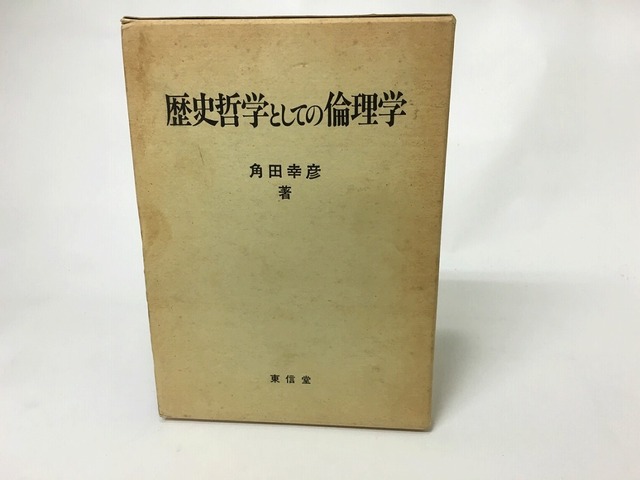 歴史哲学としての倫理学
角田幸彦
著
東信堂